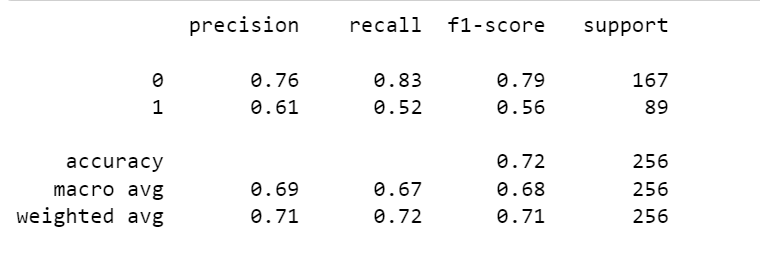 precision recall f1-score support
0 0.76 0.83 0.79 167
1 0.61 0.52 0.56 89
accuracy 0.72 256
macro avg 0.69 0.67 0.68 256
weighted avg 0.71 0.72 0.71 256